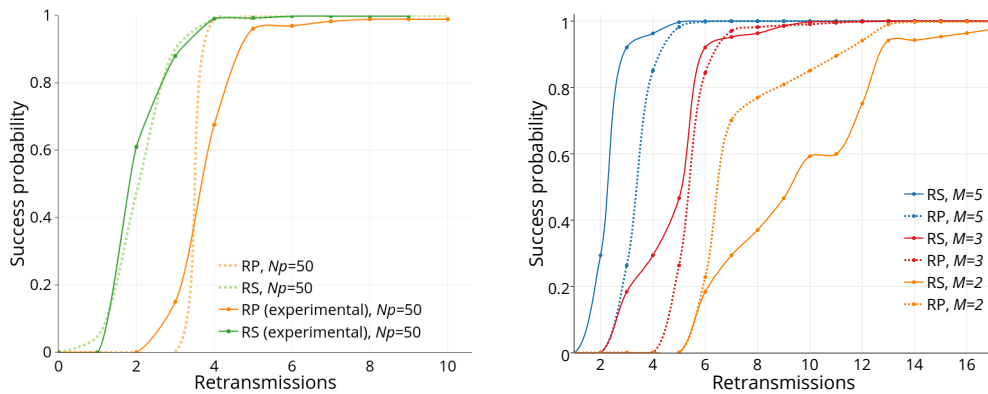 1
0.8
0.6
0.4
0.2
0
Success probability
0 2 4 6 8 10
Retransmissions
RP, Np=50
RS, Np=50
RP (experimental), Np=50
RS (experimental), Np=50
1
0.8
0.6
0.4
0.2
0
Success probability
2 4 6 8 10 12 14 16
Retransmissions
RS, M=5
RP, M=5
RS, M=3
RP, M=3
RS, M=2
RP, M=2